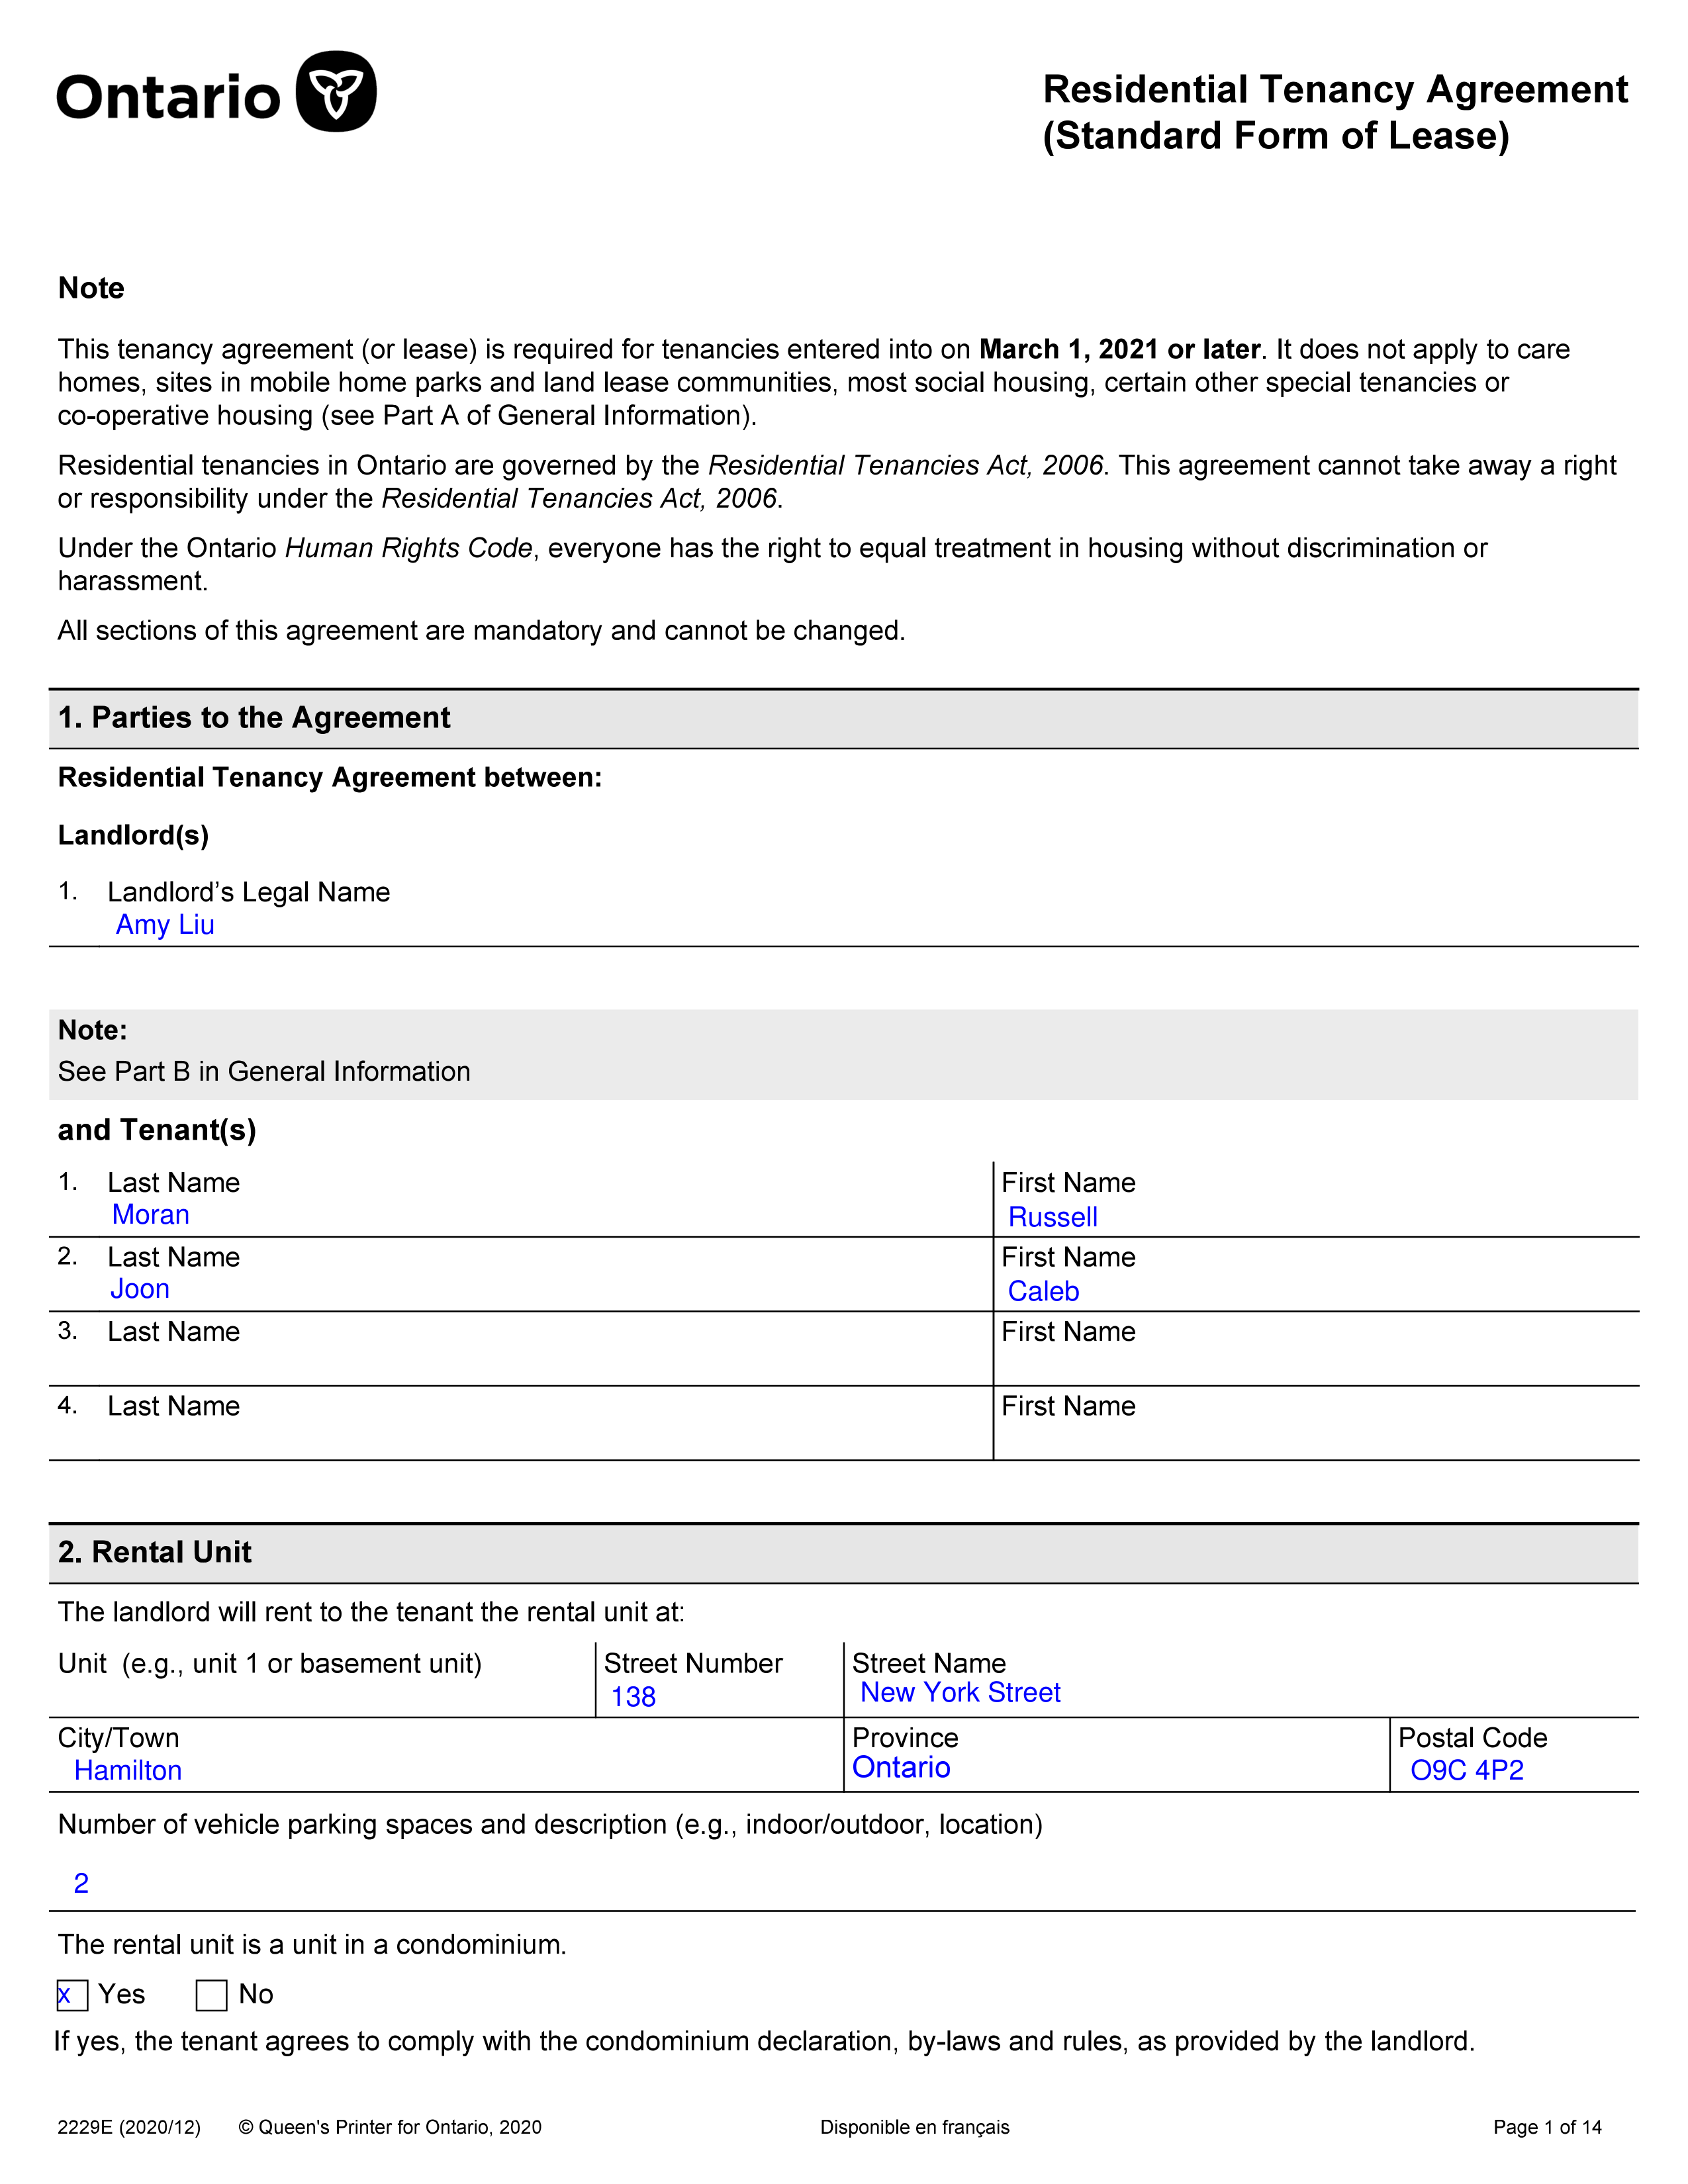 Ontario
Residential Tenancy Agreement
(Standard Form of Lease)
Note
This tenancy agreement (or lease) is required for tenancies entered into on March 1, 2021 or later. It does not apply to care
homes, sites in mobile home parks and land lease communities, most social housing, certain other special tenancies or
co-operative housing (see Part A of General Information).
Residential tenancies in Ontario are governed by the Residential Tenancies Act, 2006. This agreement cannot take away a right
or responsibility under the Residential Tenancies Act, 2006.
Under the Ontario Human Rights Code, everyone has the right to equal treatment in housing without discrimination or
harassment.
All sections of this agreement are mandatory and cannot be changed.
1. Parties to the Agreement
Residential Tenancy Agreement between:
Landlord(s)
1. Landlord's Legal Name
Amy Liu
Note:
See Part B in General Information
and Tenant(s)
1. Last Name First Name
Moran Russell
2. Last Name First Name
Joon Caleb
3. Last Name First Name
4. Last Name First Name
2. Rental Unit
The landlord will rent to the tenant the rental unit at:
Unit (e.g., unit 1 or basement unit) Street Number Street Name
138 New York Street
City/Town Province Postal Code
Hamilton Ontario O9C 4P2
Number of vehicle parking spaces and description (e.g., indoor/outdoor, location)
2
The rental unit is a unit in a condominium.
x Yes No
If yes, the tenant agrees to comply with the condominium declaration, by-laws and rules, as provided by the landlord.
2229E (2020/12) © Queen's Printer for Ontario, 2020 Disponible en français Page 1 of 14